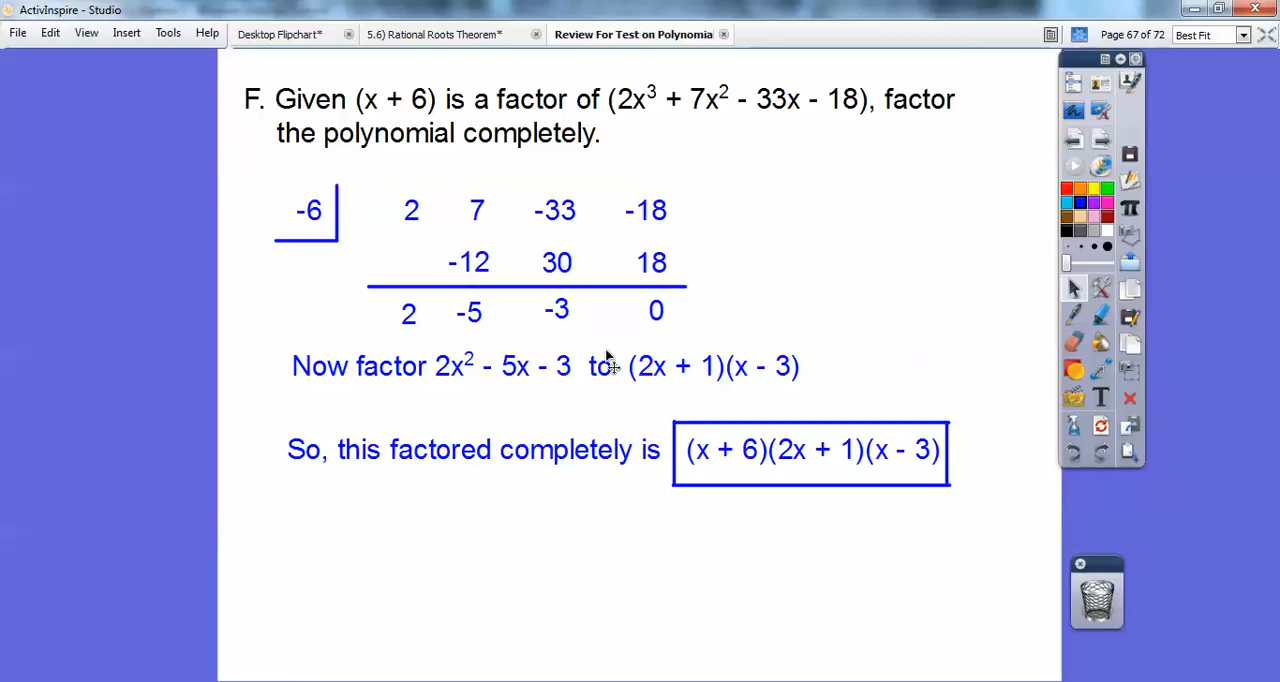 ActivInspire - Studio
File Edit View Insert Tools Help Desktop Flipchart* 5.6) Rational Roots Theorem* Review For Test on Polynomia Page 67 of 72 Best Fit
F. Given (x + 6) is a factor of (2x³ + 7x² - 33x - 18), factor
the polynomial completely.
-6 2 7 -33 -18
-12 30 18
2 -5 -3 0
Now factor 2x² - 5x - 3 to (2x + 1)(x - 3)
So, this factored completely is (x + 6)(2x + 1)(x - 3)